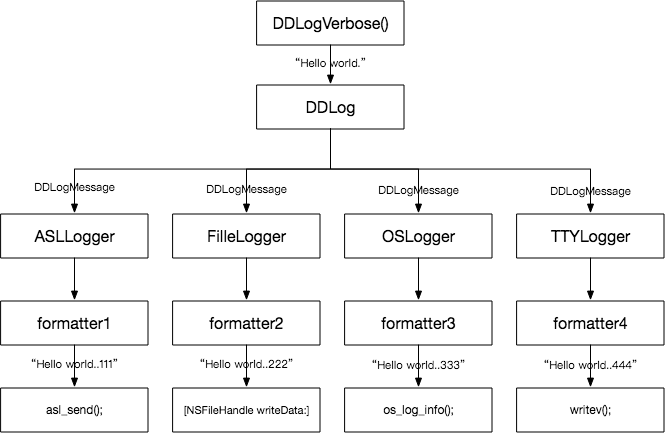 DDLogVerbose()
“Hello world.”
DDLog
DDLogMessage DDLogMessage DDLogMessage DDLogMessage
ASLLogger FilleLogger OSLogger TTYLogger
formatter1 formatter2 formatter3 formatter4
“Hello world..111” “Hello world..222” “Hello world..333” “Hello world..444”
asl_send(); [NSFileHandle writeData:] os_log_info(); writev();